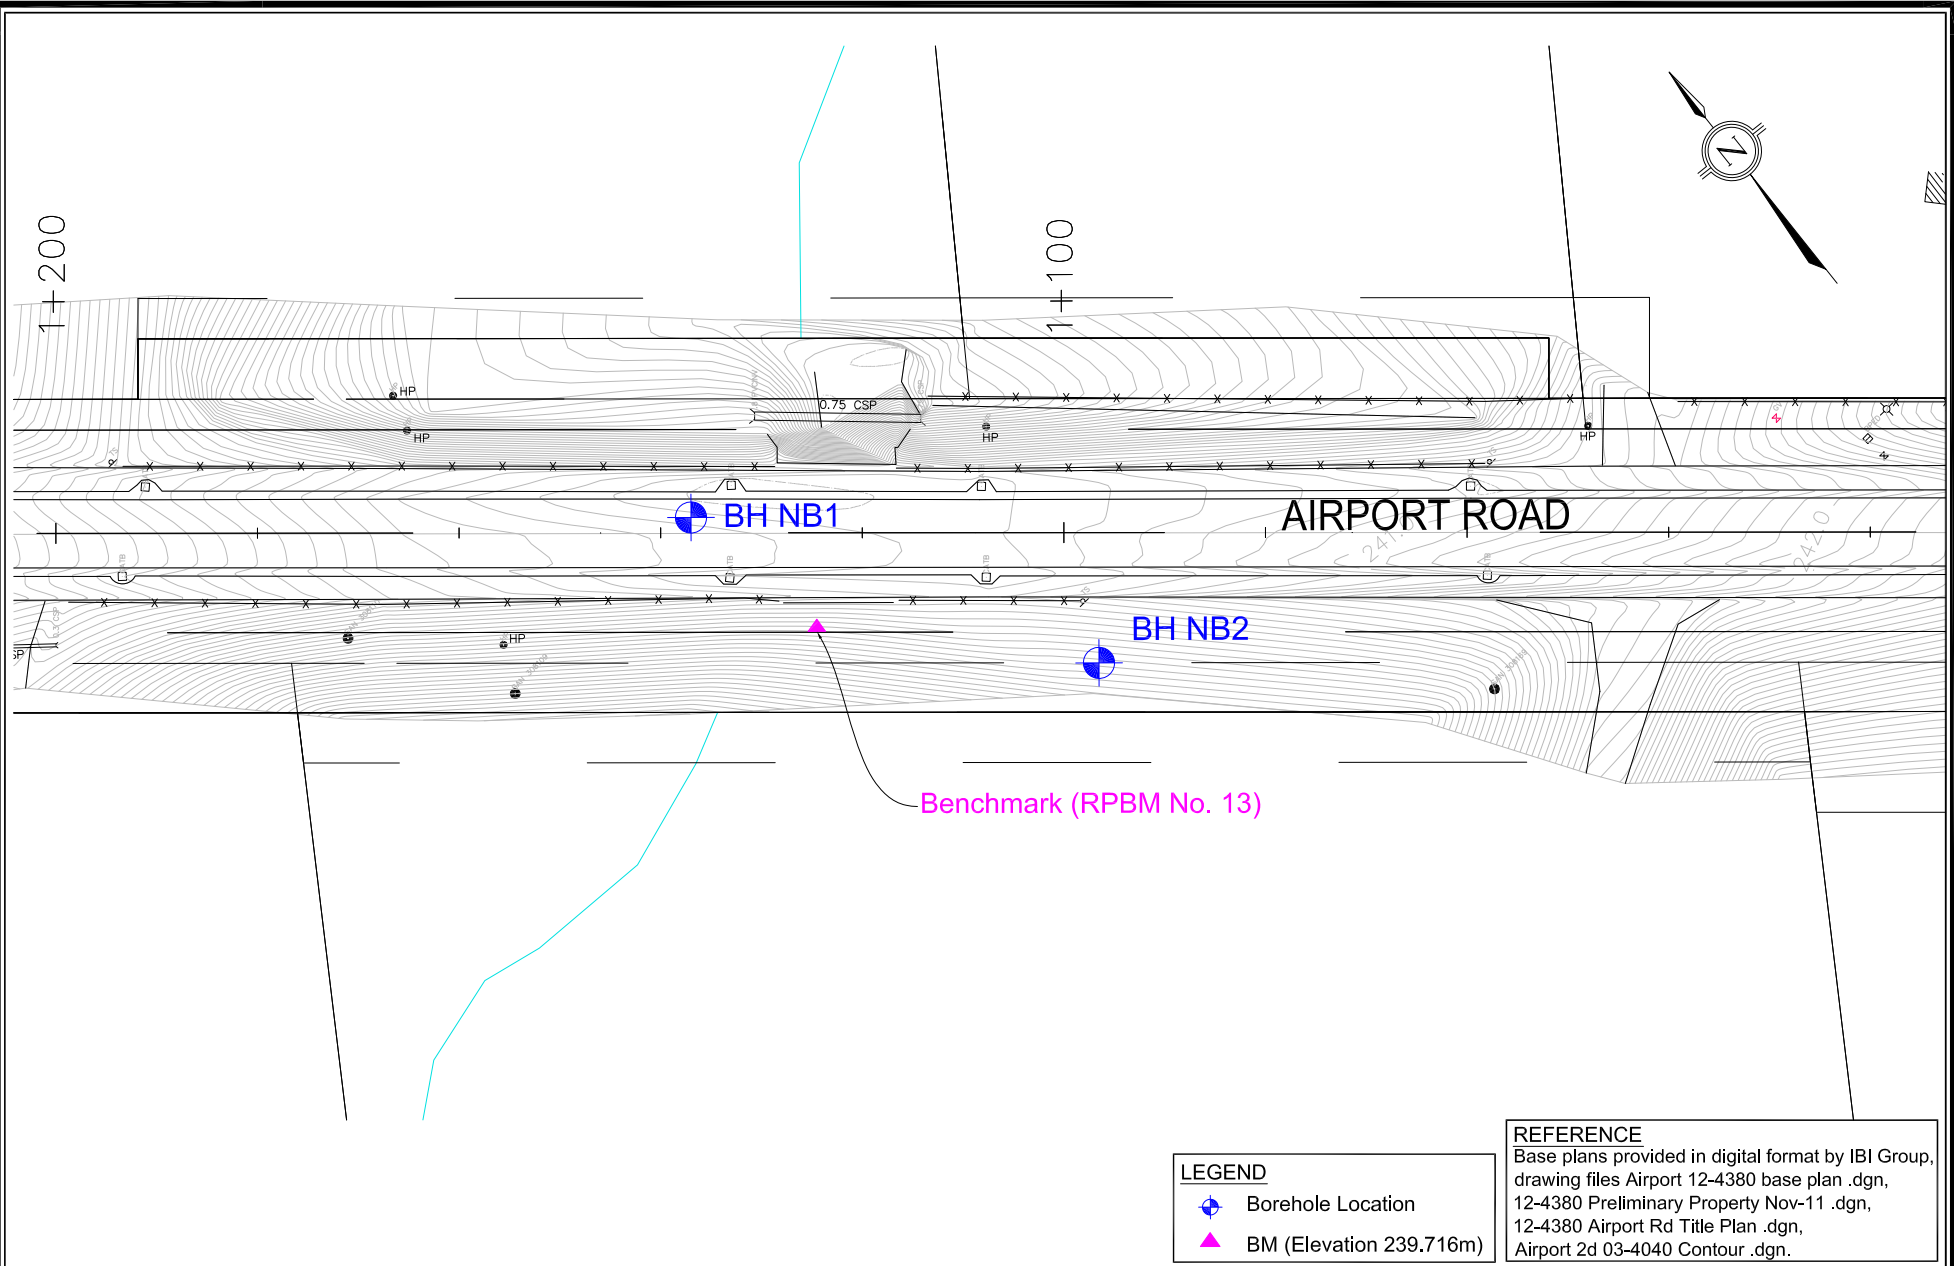 N
1+200
1+100
HP
0.75 CSP
HP
HP
HP
BH NB1
AIRPORT ROAD
242.0
HP
BH NB2
SP
Benchmark (RPBM No. 13)
LEGEND
Borehole Location
BM (Elevation 239.716m)
REFERENCE
Base plans provided in digital format by IBI Group,
drawing files Airport 12-4380 base plan .dgn,
12-4380 Preliminary Property Nov-11 .dgn,
12-4380 Airport Rd Title Plan .dgn,
Airport 2d 03-4040 Contour .dgn.